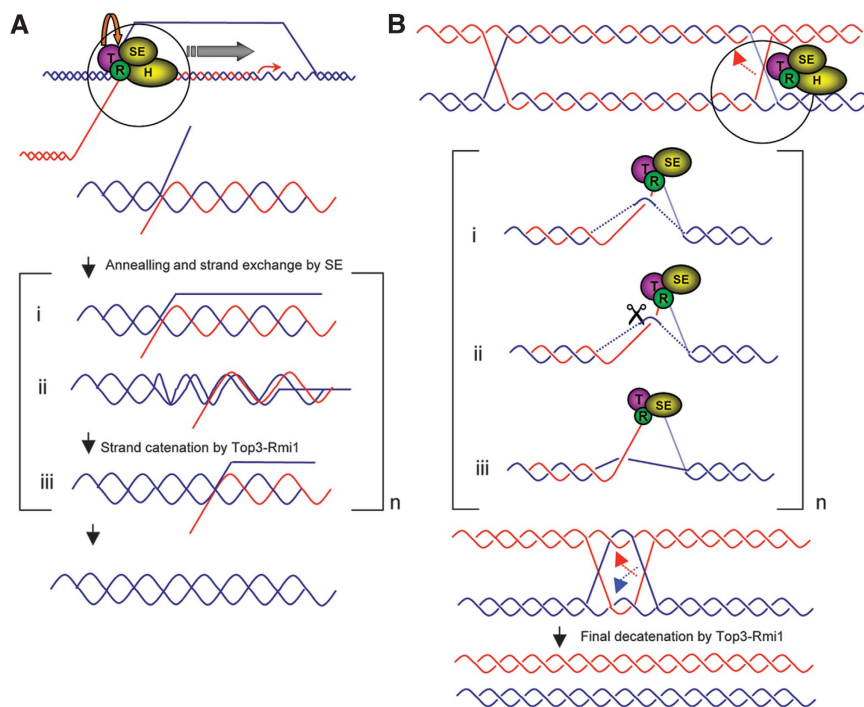 A
T
SE
R
H
Annealling and strand exchange by SE
i
ii
Strand catenation by Top3-Rmi1
iii
n
B
T
SE
R
H
i
T
SE
R
ii
T
SE
R
iii
T
SE
R
n
Final decatenation by Top3-Rmi1